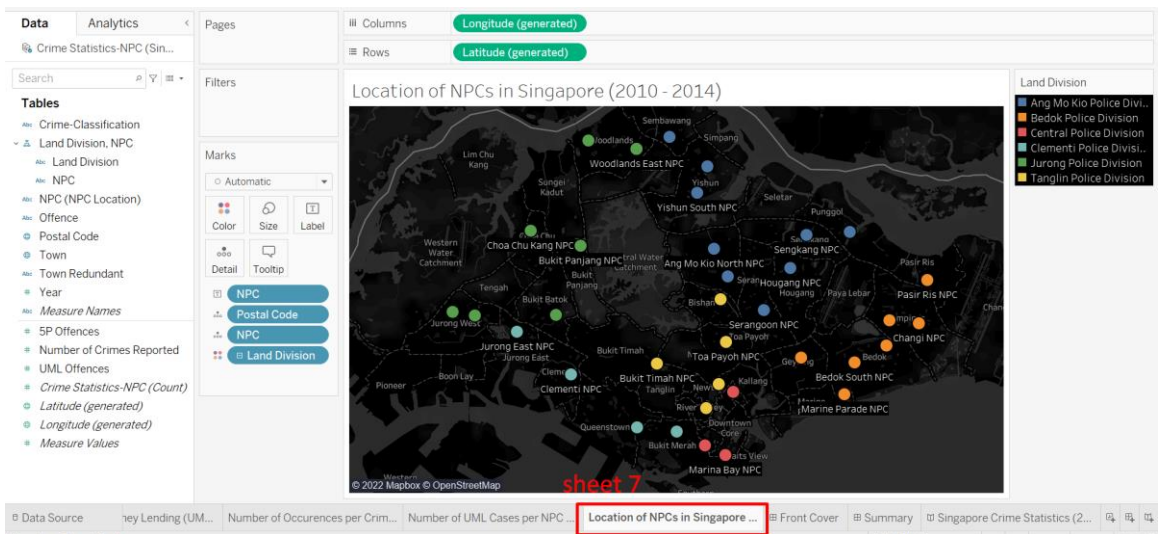 Data Analytics
Crime Statistics-NPC (Sin...
Search
Tables
Abc Crime-Classification
Land Division, NPC
Abc Land Division
Abc NPC
Abc NPC (NPC Location)
Abc Offence
Postal Code
Town
Abc Town Redundant
# Year
Abc Measure Names
# 5P Offences
# Number of Crimes Reported
# UML Offences
# Crime Statistics-NPC (Count)
Latitude (generated)
Longitude (generated)
# Measure Values
Pages
Filters
Marks
Automatic
Color Size Label
Detail Tooltip
NPC
Postal Code
NPC
Land Division
iii Columns Longitude (generated)
Rows Latitude (generated)
Location of NPCs in Singapore (2010 - 2014)
Sembawang
Woodlands
Simpang
Lim Chu
Kang
Woodlands East NPC
Sungei
Kadut
Yishun
Yishun South NPC
Seletar
Punggol
Western
Water
Catchment
Choa Chu Kang NPC
Sengkang NPC
Bukit Panjang NPC
Ang Mo Kio North NPC
Pasir Ris
Bukit
Panjang
Tengah
Hougang NPC
Hougang
Paya Lebar
Pasir Ris NPC
Bukit Batok
Bishan
Jurong West
Serangoon NPC
Toa Payoh
Changi NPC
Jurong East NPC
Jurong East
Bukit Timah
Toa Payoh NPC
Bedok
Boon Lay
Bukit Timah NPC
Bedok South NPC
Pioneer
Clementi NPC
Tanglin
Kallang
Marine Parade NPC
Queenstown
Downtown
Core
Bukit Merah
Marina Bay NPC
© 2022 Mapbox © OpenStreetMap
sheet 7
Land Division
Ang Mo Kio Police Divi..
Bedok Police Division
Central Police Division
Clementi Police Divisi..
Jurong Police Division
Tanglin Police Division
Data Source ney Lending (UM... Number of Occurences per Crim... Number of UML Cases per NPC ... Location of NPCs in Singapore ... Front Cover Summary Singapore Crime Statistics (2...